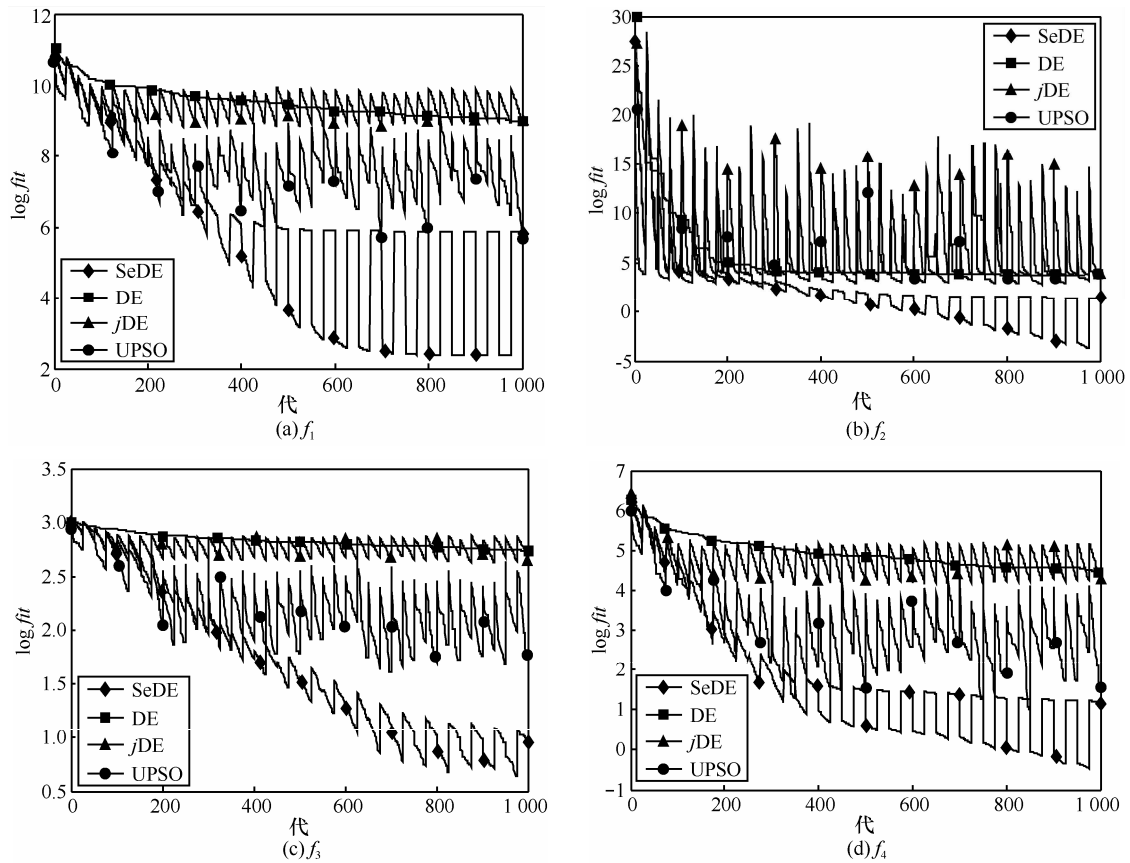 12
10
8
6
4
2
log fit
SeDE
DE
jDE
UPSO
0
200
400
600
800
1 000
代
(a) f1
30
25
20
15
10
5
0
−5
log fit
SeDE
DE
jDE
UPSO
0
200
400
600
800
1 000
代
(b) f2
3.5
3.0
2.5
2.0
1.5
1.0
0.5
log fit
SeDE
DE
jDE
UPSO
0
200
400
600
800
1 000
代
(c) f3
7
6
5
4
3
2
1
0
−1
log fit
SeDE
DE
jDE
UPSO
0
200
400
600
800
1 000
代
(d) f4